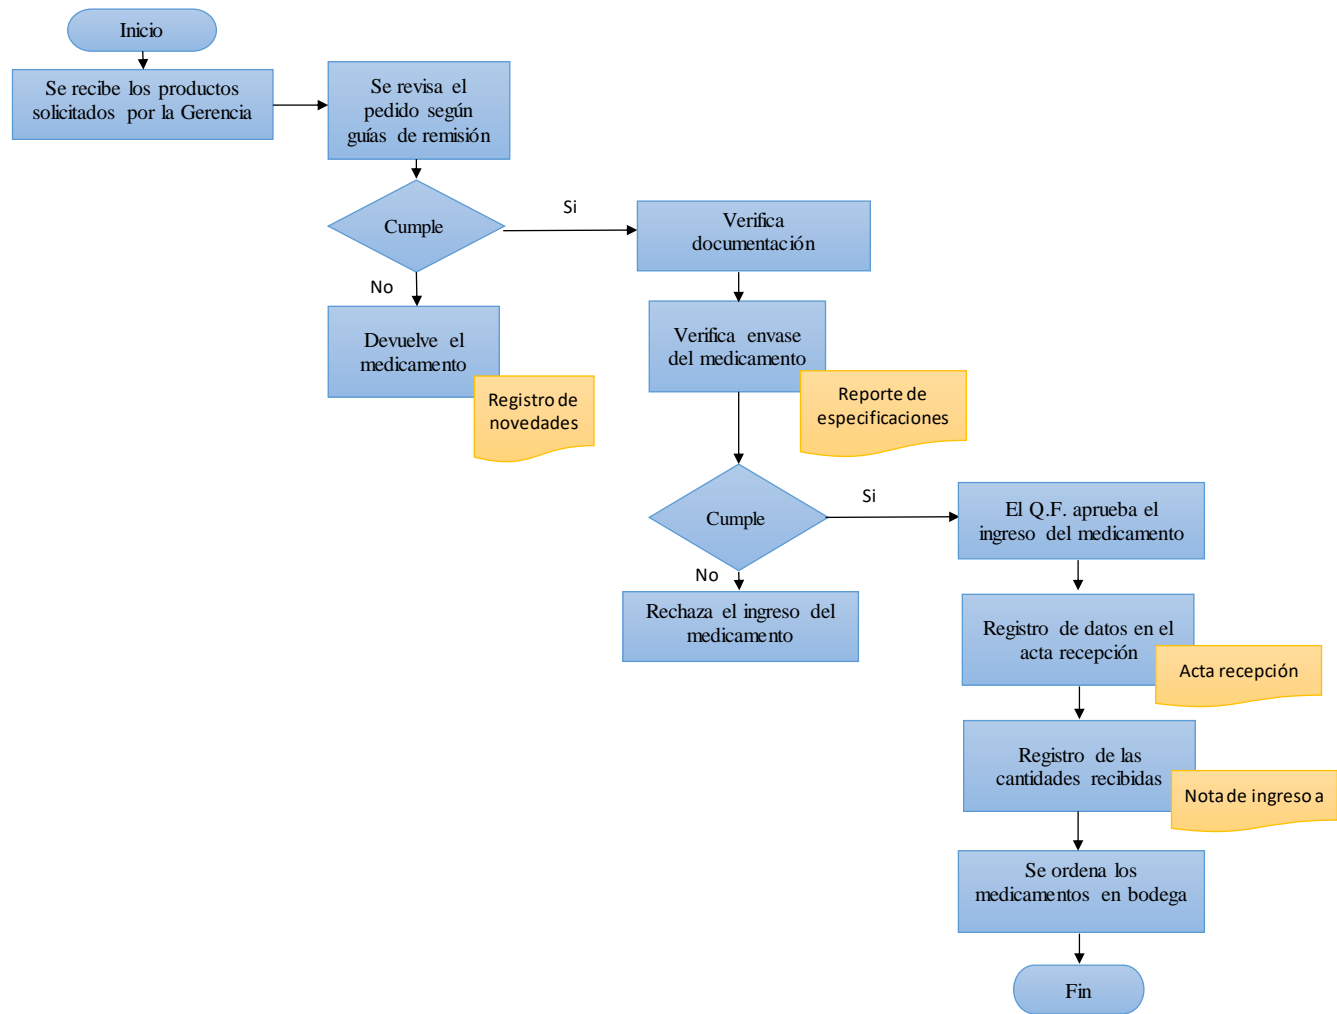 Inicio
Se recibe los productos
solicitados por la Gerencia
Se revisa el
pedido según
guías de remisión
Cumple
Si
Verifica
documentación
No
Devuelve el
medicamento
Registro de
novedades
Verifica envase
del medicamento
Reporte de
especificaciones
Cumple
Si
El Q.F. aprueba el
ingreso del medicamento
No
Rechaza el ingreso del
medicamento
Registro de datos en el
acta recepción
Acta recepción
Registro de las
cantidades recibidas
Nota de ingreso a
Se ordena los
medicamentos en bodega
Fin